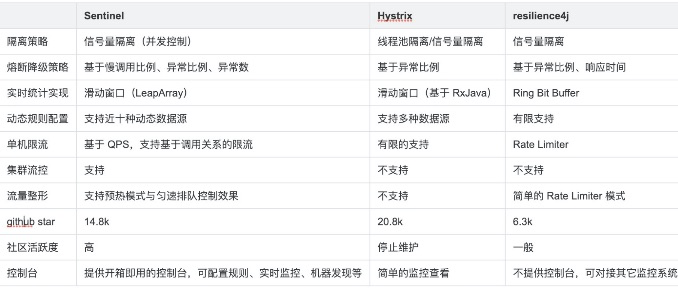 Sentinel Hystrix resilience4j
隔离策略 信号量隔离（并发控制） 线程池隔离/信号量隔离 信号量隔离
熔断降级策略 基于慢调用比例、异常比例、异常数 基于异常比例 基于异常比例、响应时间
实时统计实现 滑动窗口（LeapArray） 滑动窗口（基于 RxJava） Ring Bit Buffer
动态规则配置 支持近十种动态数据源 支持多种数据源 有限支持
单机限流 基于 QPS，支持基于调用关系的限流 有限的支持 Rate Limiter
集群流控 支持 不支持 不支持
流量整形 支持预热模式与匀速排队控制效果 不支持 简单的 Rate Limiter 模式
github star 14.8k 20.8k 6.3k
社区活跃度 高 停止维护 一般
控制台 提供开箱即用的控制台，可配置规则、实时监控、机器发现等 简单的监控查看 不提供控制台，可对接其它监控系统